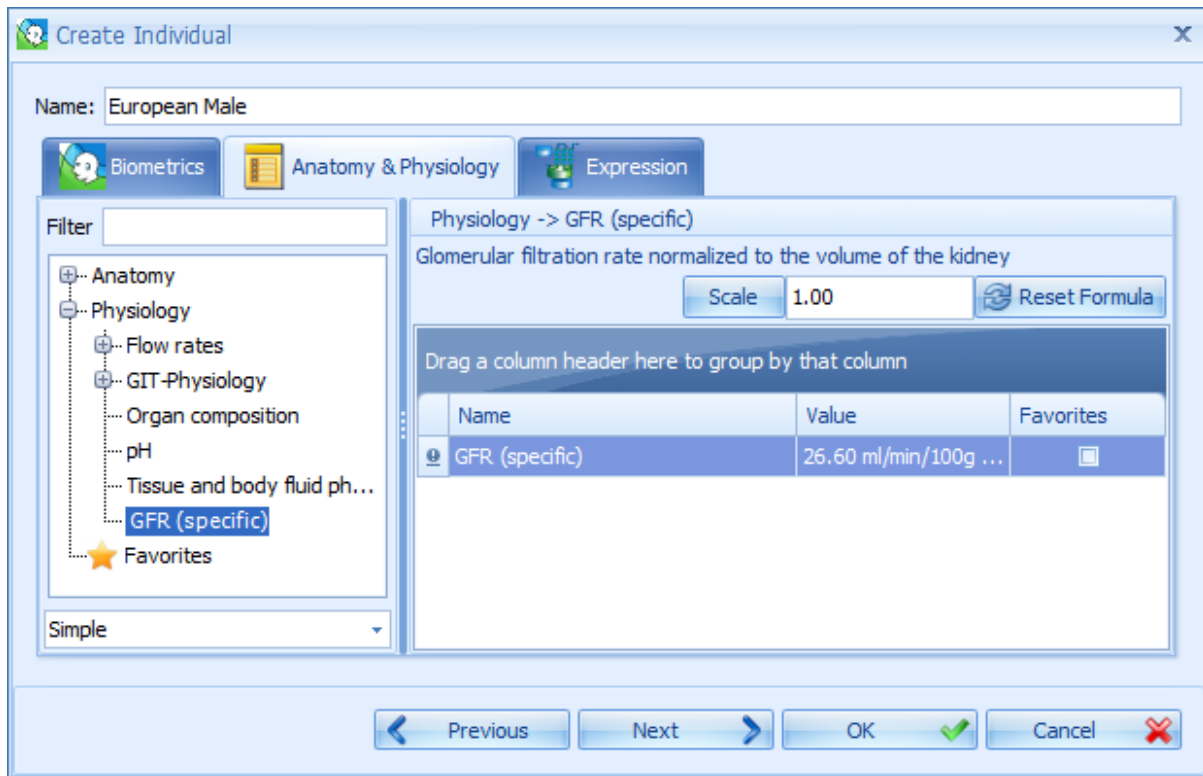 Create Individual
Name: European Male
Biometrics Anatomy & Physiology Expression
Filter
Anatomy
Physiology
Flow rates
GIT-Physiology
Organ composition
pH
Tissue and body fluid ph...
GFR (specific)
Favorites
Simple
Physiology -> GFR (specific)
Glomerular filtration rate normalized to the volume of the kidney
Scale 1.00 Reset Formula
Drag a column header here to group by that column
Name Value Favorites
GFR (specific) 26.60 ml/min/100g ...
Previous Next OK Cancel